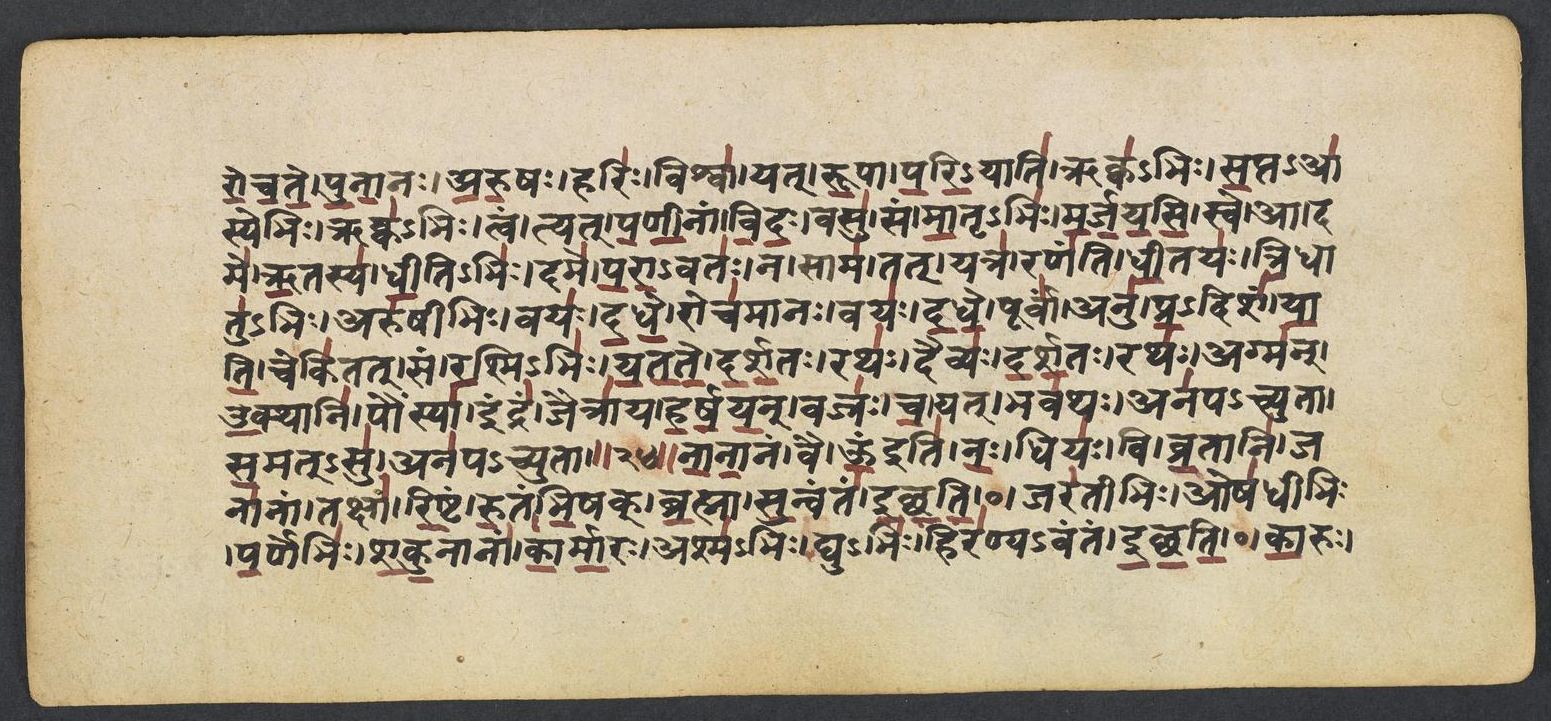 रोचते।पुनानः।अरुषः।हरिः।विश्वा।यत्।रूपा।परिऽयाति।ऋक्वऽभिः।सप्तऽआ
स्येभिः।ऋक्वऽभिः।त्वं।त्यत्।पणीनां।विदः।वसु।सं।मातृऽभिः।मर्जयसि।स्वे।आ।द
मे।ऋतस्य।धीतिऽभिः।दमे।पराऽवतः।न।साम।तत्।यत्र।रणंति।धीतयः।त्रिधा
तुऽभिः।अरुषीभिः।वयः।दधे।रोचमानः।वयः।दधे।पूर्वां।अनु।प्रऽदिशं।या
ति।चेकितत्।सं।रश्मिऽभिः।यतते।दर्शतः।रथः।दैव्यः।दर्शतः।रथः।अग्मन्।
उक्थानि।पौंस्या।इंद्रं।जैत्राय।हर्षयन्।वज्रः।च।यत्।भवथः।अनपऽच्युता।
समत्ऽसु।अनपऽच्युता॥२४॥नानानं।वै।ऊं।इति।नः।धियः।वि।व्रतानि।ज
नानां।तक्षा।रिष्टं।रुतं।भिषक्।ब्रह्मा।सुन्वंतं।इच्छति।०।जरतीभिः।ओषधीभिः
।पर्णेभिः।शकुनानां।कार्मारः।अश्मऽभिः।द्युऽभिः।हिरण्यऽवंतं।इच्छति।०।कारुः।